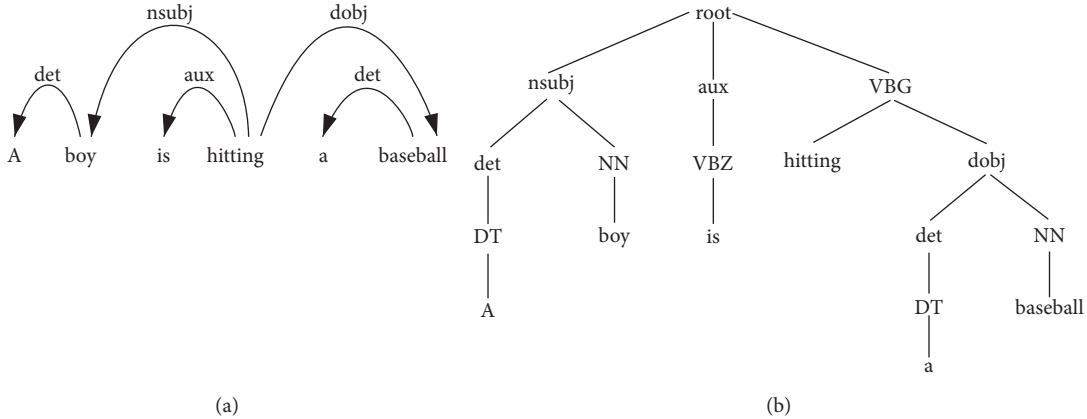 nsubj dobj
det aux det
A boy is hitting a baseball
(a)
root
nsubj aux VBG
det NN VBZ hitting dobj
DT boy is det NN
A DT baseball
a
(b)